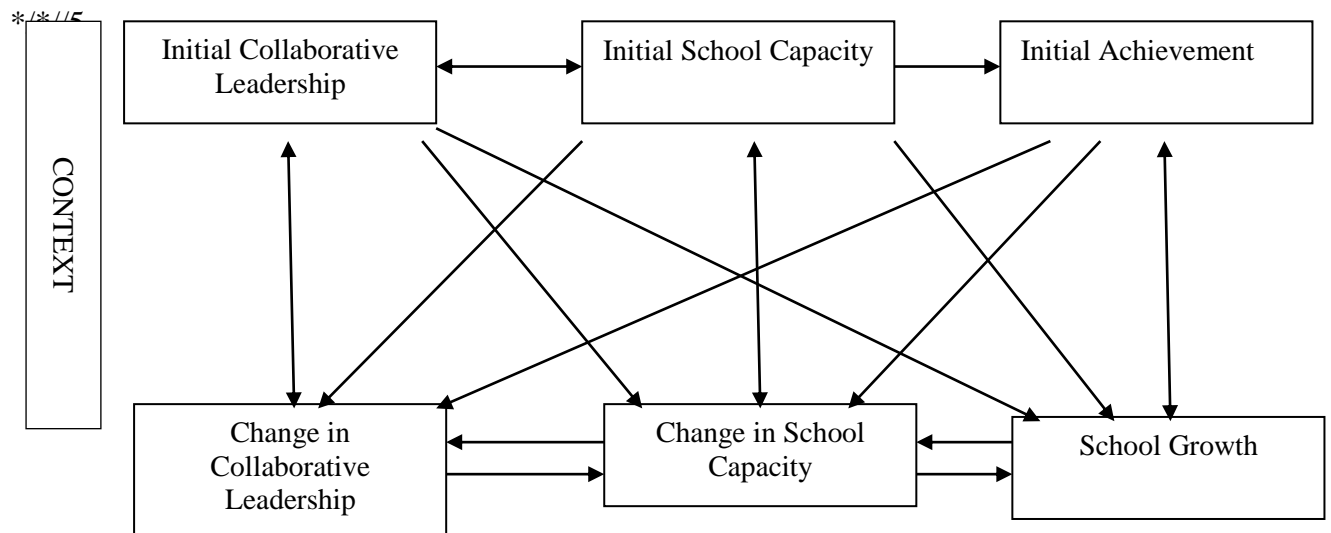 */*//5
CONTEXT
Initial Collaborative
Leadership
Initial School Capacity
Initial Achievement
Change in
Collaborative
Leadership
Change in School
Capacity
School Growth